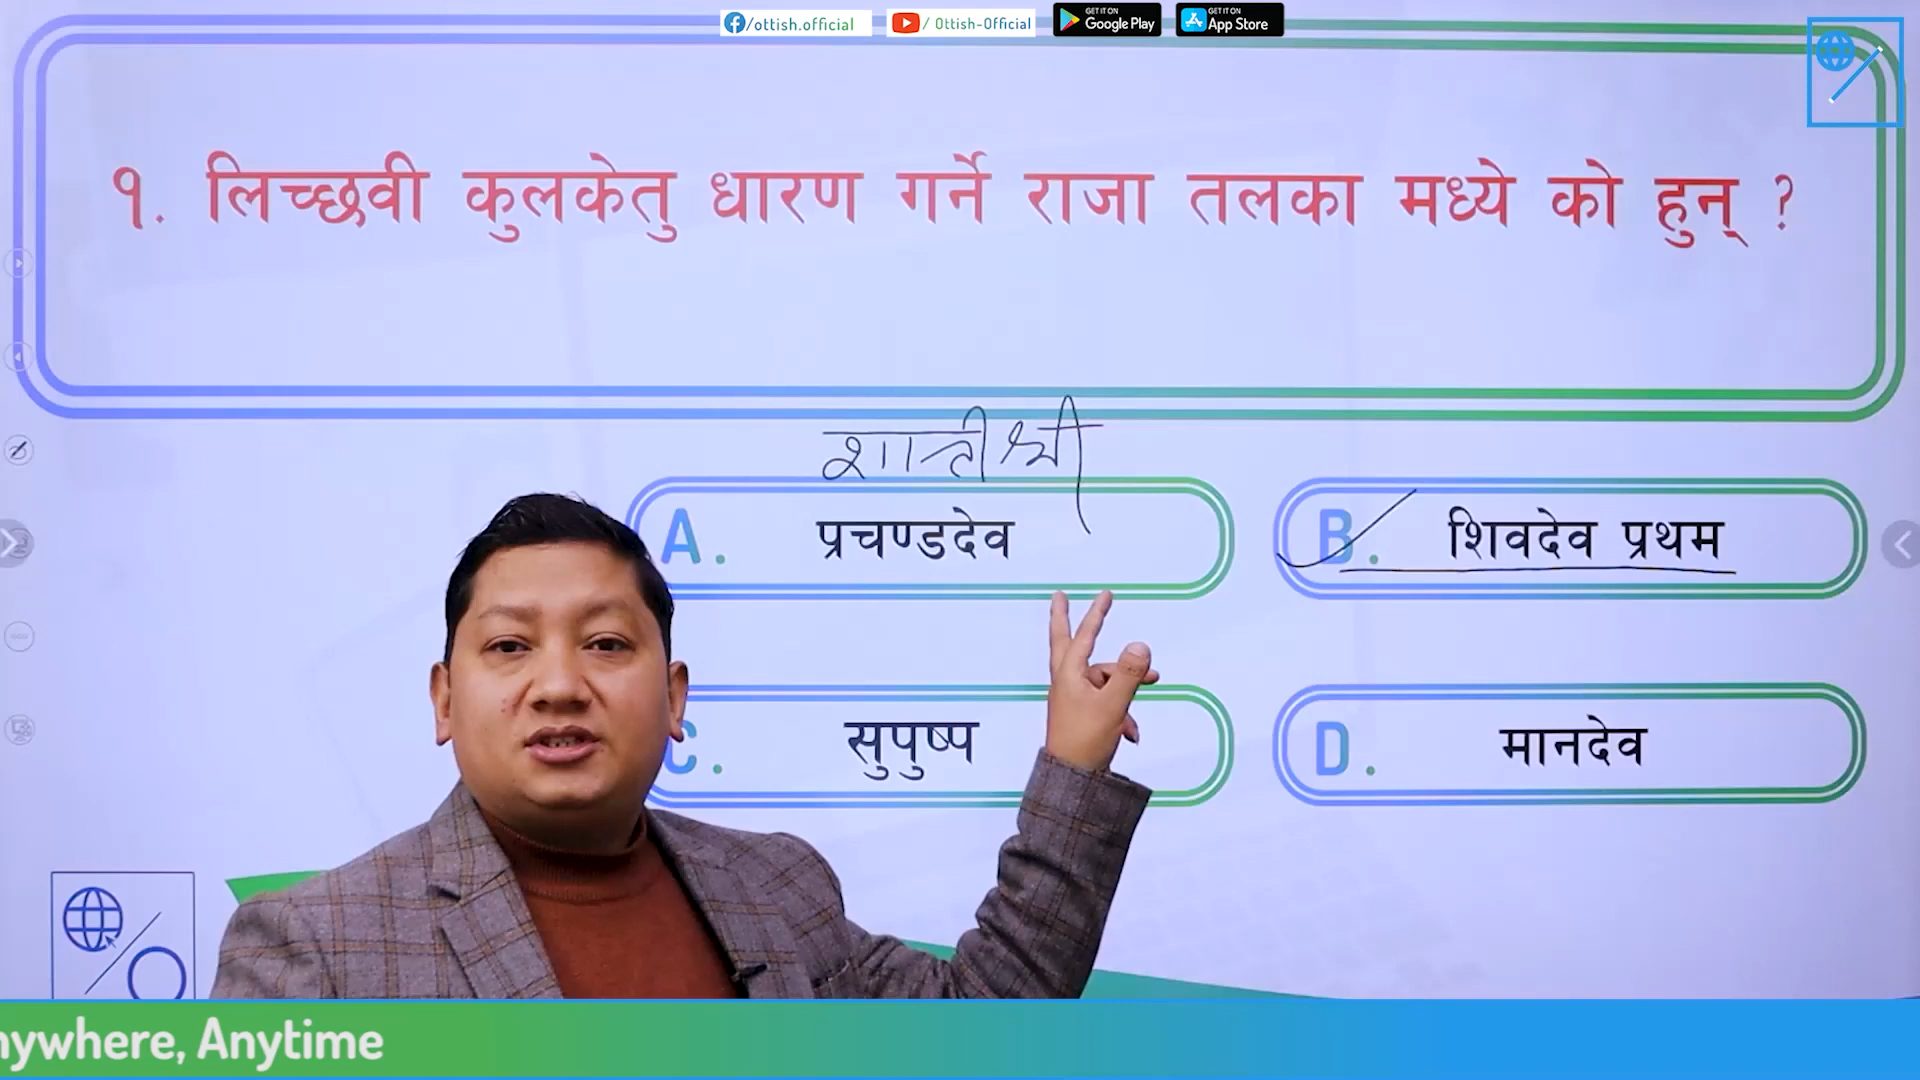 /ottish.official
/ Ottish-Official
GET IT ON
Google Play
GET IT ON
App Store
१. लिच्छवी कुलकेतु धारण गर्ने राजा तलका मध्ये को हुन् ?
A. प्रचण्डदेव
B. शिवदेव प्रथम
C. सुपुष्प
D. मानदेव
nywhere, Anytime